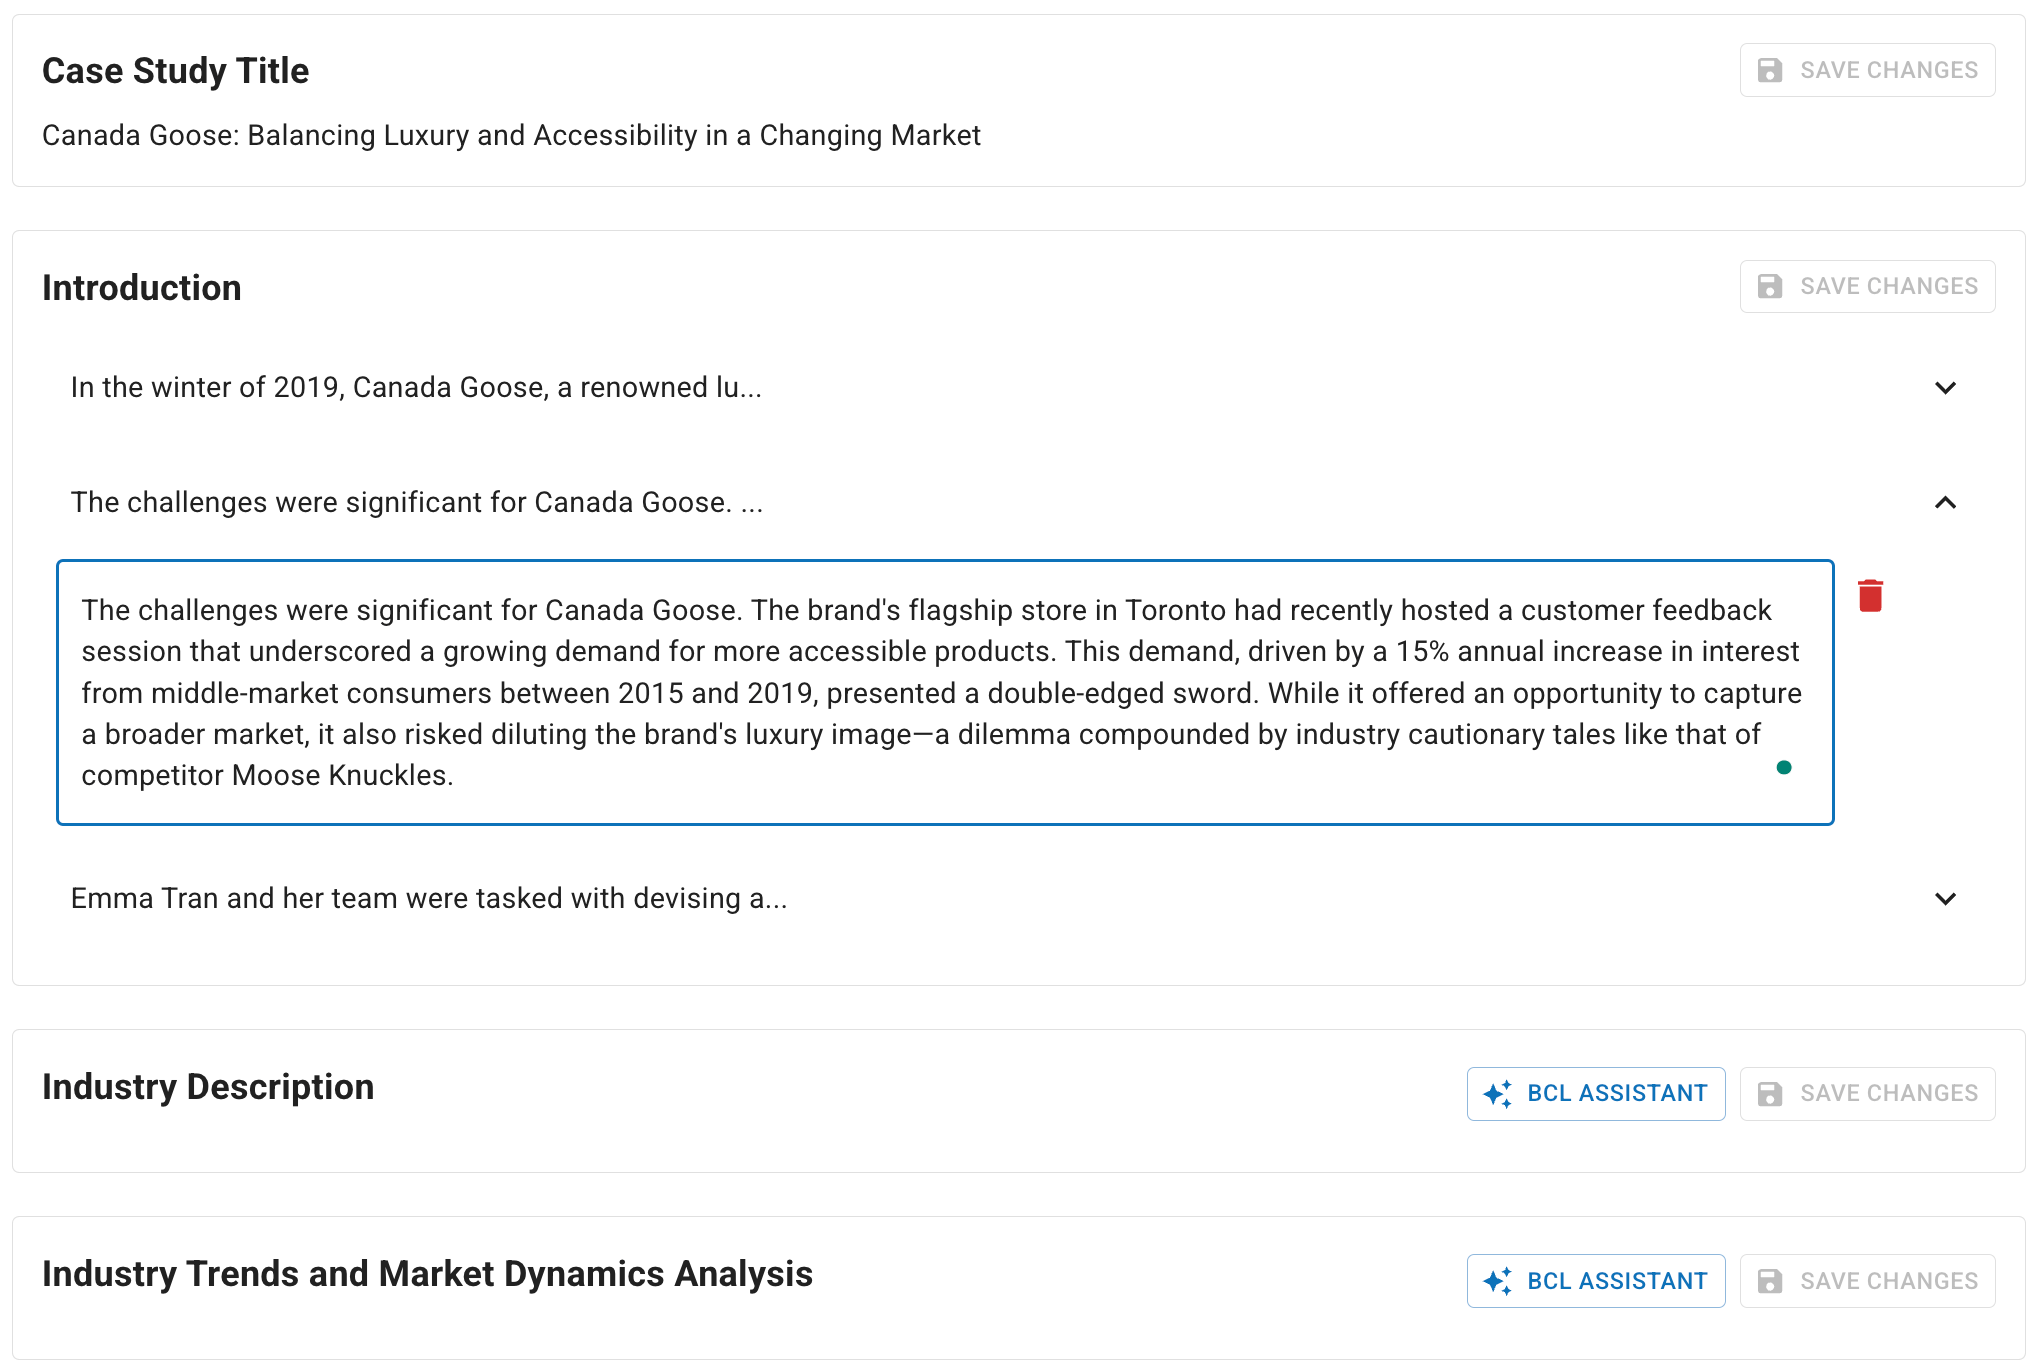 Case Study Title
SAVE CHANGES
Canada Goose: Balancing Luxury and Accessibility in a Changing Market
Introduction
SAVE CHANGES
In the winter of 2019, Canada Goose, a renowned lu...
The challenges were significant for Canada Goose. ...
The challenges were significant for Canada Goose. The brand's flagship store in Toronto had recently hosted a customer feedback
session that underscored a growing demand for more accessible products. This demand, driven by a 15% annual increase in interest
from middle-market consumers between 2015 and 2019, presented a double-edged sword. While it offered an opportunity to capture
a broader market, it also risked diluting the brand's luxury image—a dilemma compounded by industry cautionary tales like that of
competitor Moose Knuckles.
Emma Tran and her team were tasked with devising a...
Industry Description
BCL ASSISTANT
SAVE CHANGES
Industry Trends and Market Dynamics Analysis
BCL ASSISTANT
SAVE CHANGES